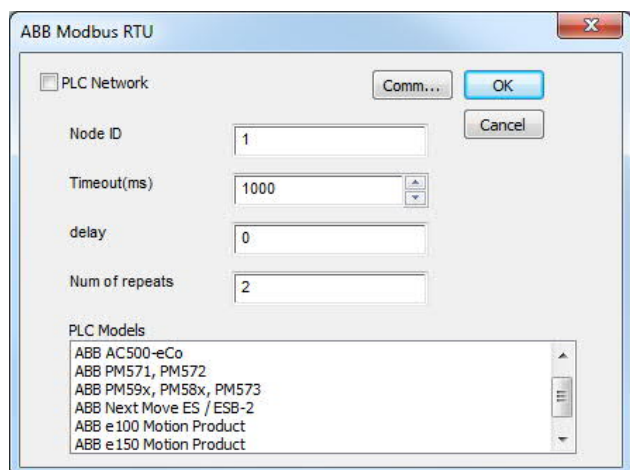 ABB Modbus RTU
PLC Network
Comm...
OK
Cancel
Node ID
1
Timeout(ms)
1000
delay
0
Num of repeats
2
PLC Models
ABB AC500-eCo
ABB PM571, PM572
ABB PM59x, PM58x, PM573
ABB Next Move ES / ESB-2
ABB e100 Motion Product
ABB e150 Motion Product